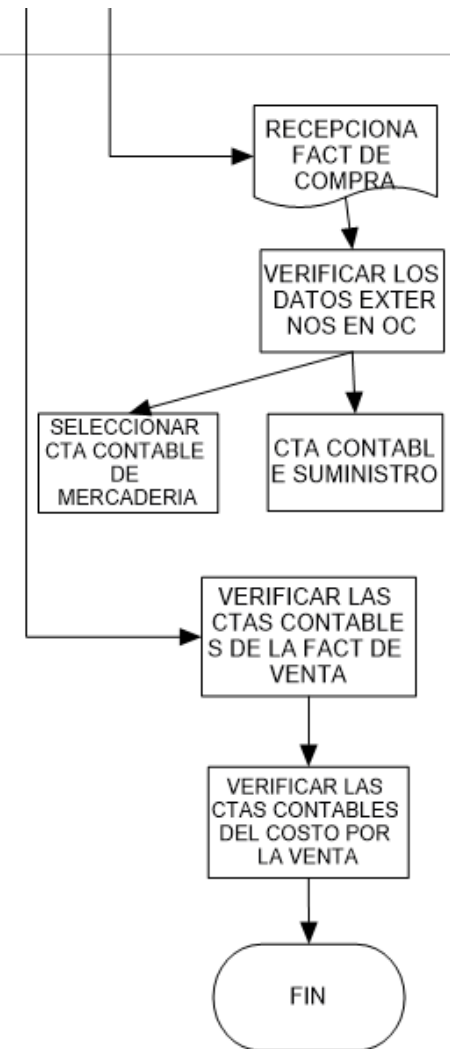 RECEPCIONA
FACT DE
COMPRA
VERIFICAR LOS
DATOS EXTER
NOS EN OC
SELECCIONAR
CTA CONTABLE
DE
MERCADERIA
CTA CONTABL
E SUMINISTRO
VERIFICAR LAS
CTAS CONTABLE
S DE LA FACT DE
VENTA
VERIFICAR LAS
CTAS CONTABLES
DEL COSTO POR
LA VENTA
FIN